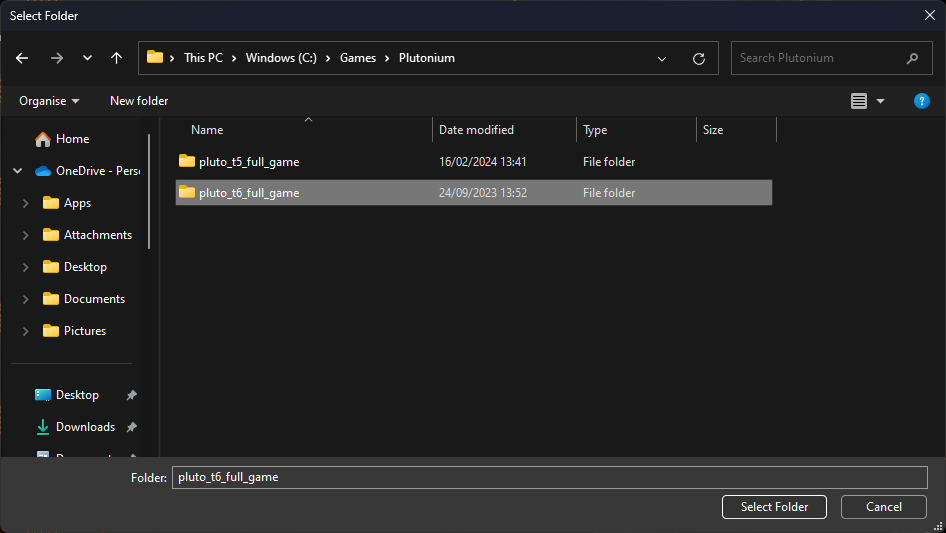 Select Folder
This PC > Windows (C:) > Games > Plutonium
Search Plutonium
Organise New folder
?
Name Date modified Type Size
Home
OneDrive - Pers
Apps
Attachments
Desktop
Documents
Pictures
Desktop
Downloads
pluto_t5_full_game 16/02/2024 13:41 File folder
pluto_t6_full_game 24/09/2023 13:52 File folder
Folder: pluto_t6_full_game
Select Folder Cancel